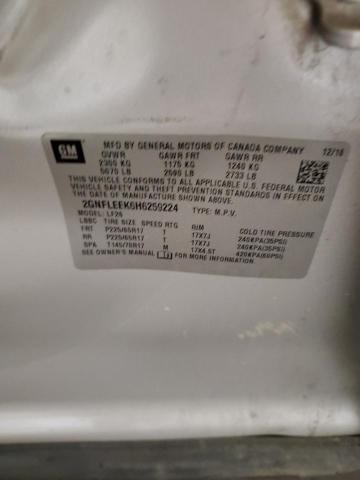 GM
MFD BY GENERAL MOTORS OF CANADA COMPANY 12/16
GVWR GAWR FRT GAWR RR
2300 KG 1175 KG 1240 KG
5070 LB 2590 LB 2733 LB
THIS VEHICLE CONFORMS TO ALL APPLICABLE U.S. FEDERAL MOTOR
VEHICLE SAFETY AND THEFT PREVENTION STANDARDS IN EFFECT ON THE DATE OF
MANUFACTURE SHOWN ABOVE.
2GNFLEEK6H6259224 TYPE: M.P.V.
MODEL: LF26
LBBC TIRE SIZE SPEED RTG RIM COLD TIRE PRESSURE
FRT P225/65R17 T 17X7J 240KPA(35PSI)
RR P225/65R17 T 17X7J 240KPA(35PSI)
SPA T145/70R17 M 17X4.5T 420KPA(60PSI)
SEE OWNER'S MANUAL FOR MORE INFORMATION